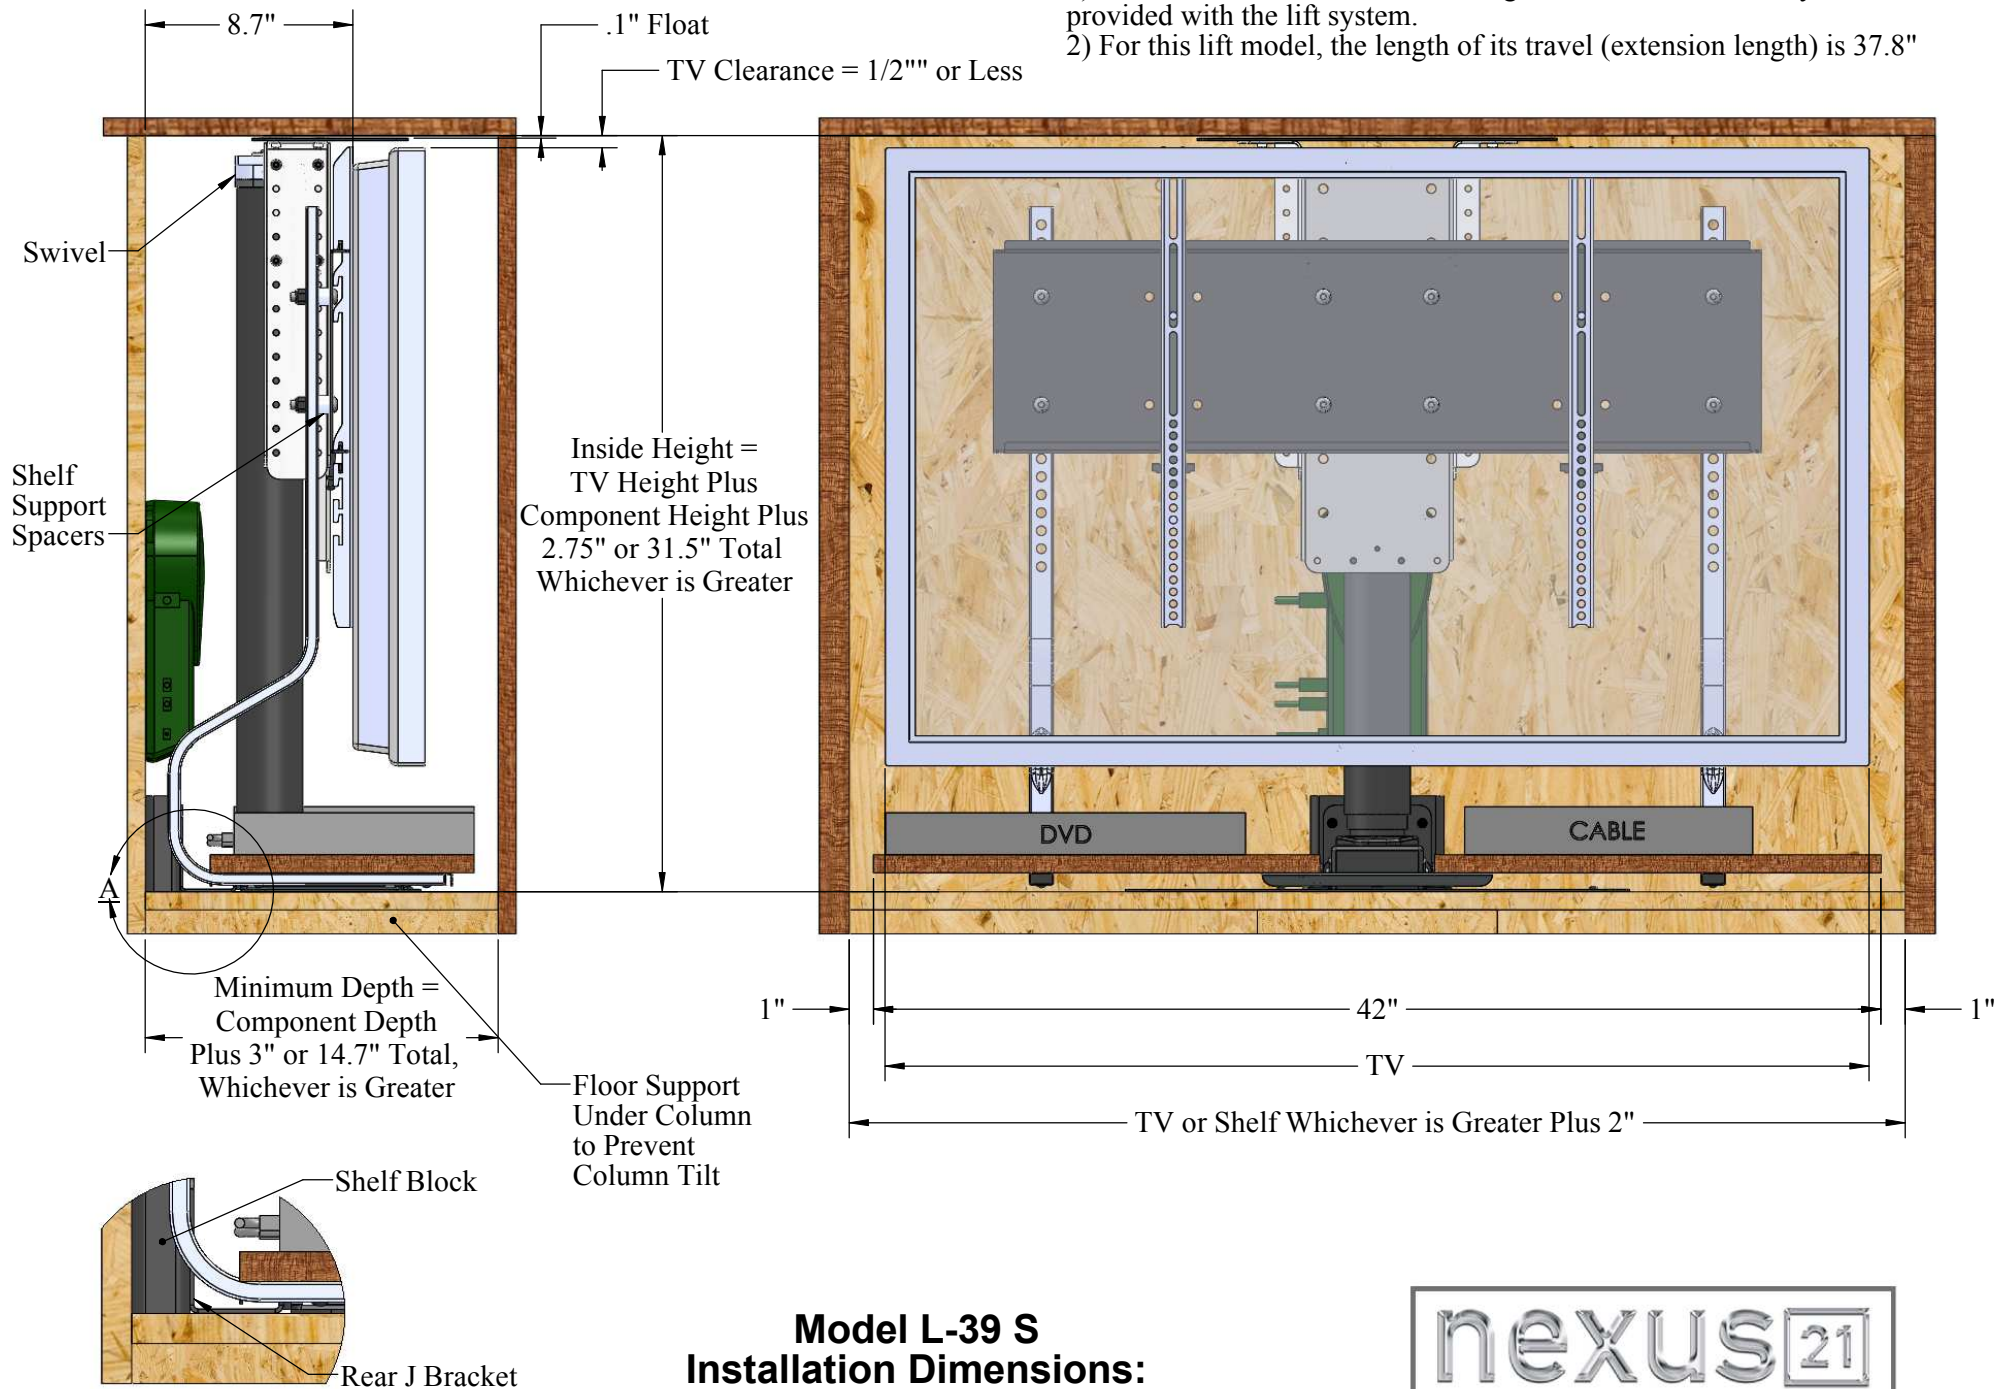 provided with the lift system.
2) For this lift model, the length of its travel (extension length) is 37.8"
8.7"
.1" Float
TV Clearance = 1/2"" or Less
Swivel
Shelf
Support
Spacers
Inside Height =
TV Height Plus
Component Height Plus
2.75" or 31.5" Total
Whichever is Greater
DVD
CABLE
A
Minimum Depth =
Component Depth
Plus 3" or 14.7" Total,
Whichever is Greater
Floor Support
Under Column
to Prevent
Column Tilt
1"
42"
1"
TV
TV or Shelf Whichever is Greater Plus 2"
Shelf Block
Rear J Bracket
Model L-39 S
Installation Dimensions:
nexus 21